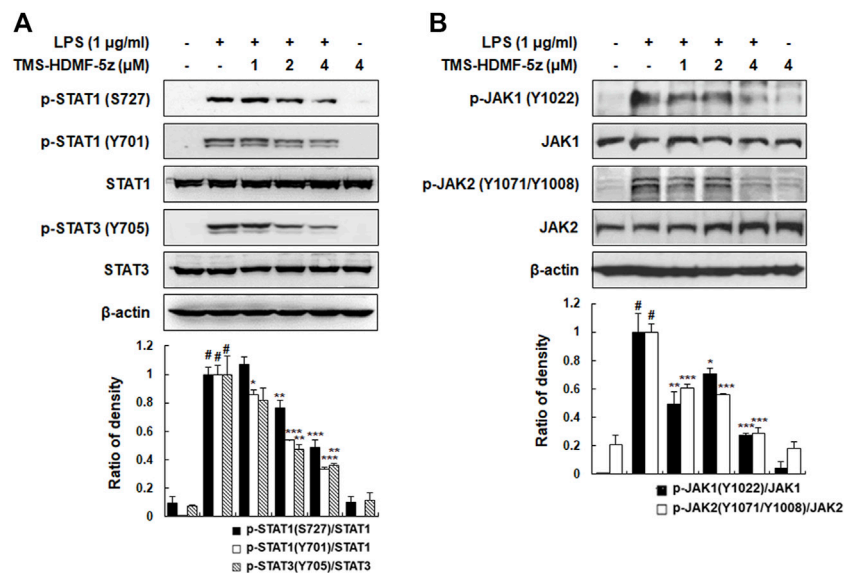 A
LPS (1 µg/ml) - + + + + -
TMS-HDMF-5z (µM) - - 1 2 4 4
p-STAT1 (S727)
p-STAT1 (Y701)
STAT1
p-STAT3 (Y705)
STAT3
β-actin
Ratio of density
1.2
1
0.8
0.6
0.4
0.2
0
# # #
*
**
***
**
***
***
**
p-STAT1(S727)/STAT1
p-STAT1(Y701)/STAT1
p-STAT3(Y705)/STAT3
B
LPS (1 µg/ml) - + + + + -
TMS-HDMF-5z (µM) - - 1 2 4 4
p-JAK1 (Y1022)
JAK1
p-JAK2 (Y1071/Y1008)
JAK2
β-actin
Ratio of density
1.2
1
0.8
0.6
0.4
0.2
0
# #
** ***
*
***
*** ***
p-JAK1(Y1022)/JAK1
p-JAK2(Y1071/Y1008)/JAK2